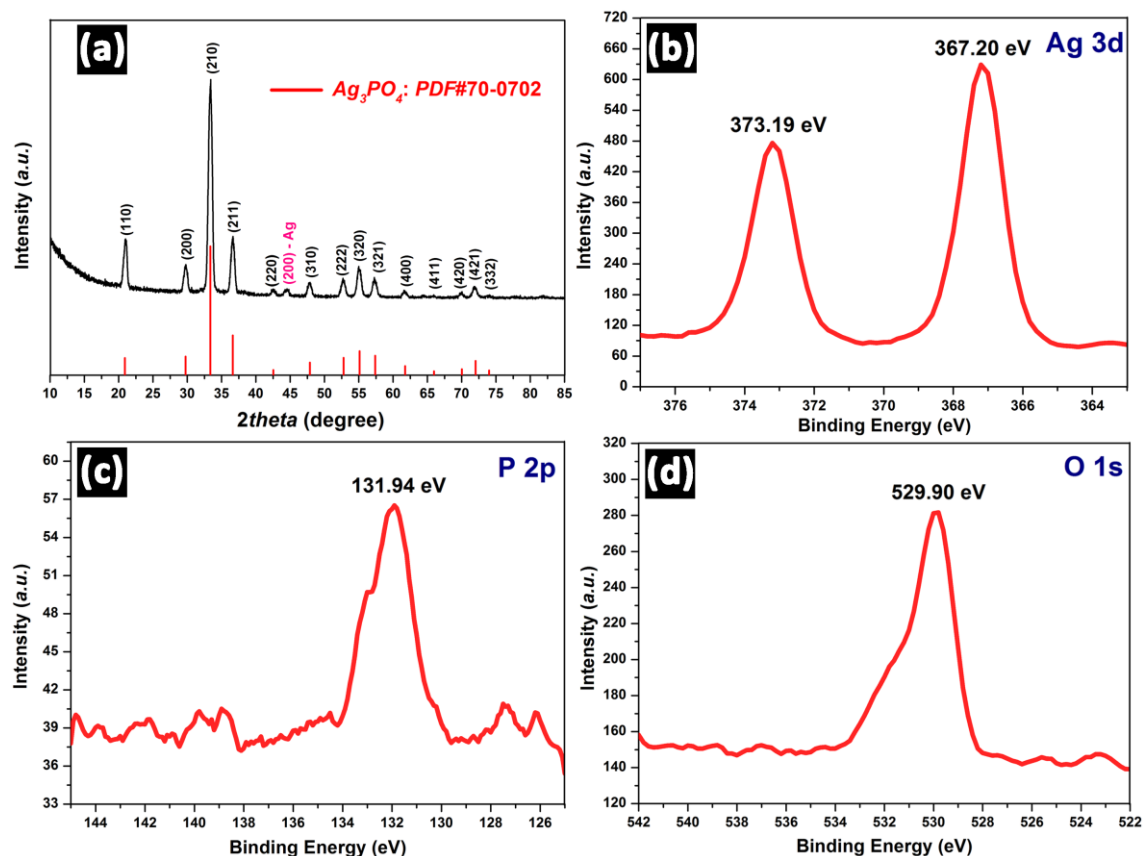 (a)
(110)
(200)
(210)
(211)
(220)
(200) - Ag
(310)
(222)
(320)
(321)
(400)
(411)
(420)
(421)
(332)
Ag₃PO₄: PDF#70-0702
Intensity (a.u.)
10 15 20 25 30 35 40 45 50 55 60 65 70 75 80 85
2theta (degree)
(b)
Ag 3d
367.20 eV
373.19 eV
Intensity (a.u.)
720
660
600
540
480
420
360
300
240
180
120
60
0
376 374 372 370 368 366 364
Binding Energy (eV)
(c)
P 2p
131.94 eV
Intensity (a.u.)
60
57
54
51
48
45
42
39
36
33
144 142 140 138 136 134 132 130 128 126
Binding Energy (eV)
(d)
O 1s
529.90 eV
Intensity (a.u.)
320
300
280
260
240
220
200
180
160
140
120
542 540 538 536 534 532 530 528 526 524 522
Binding Energy (eV)